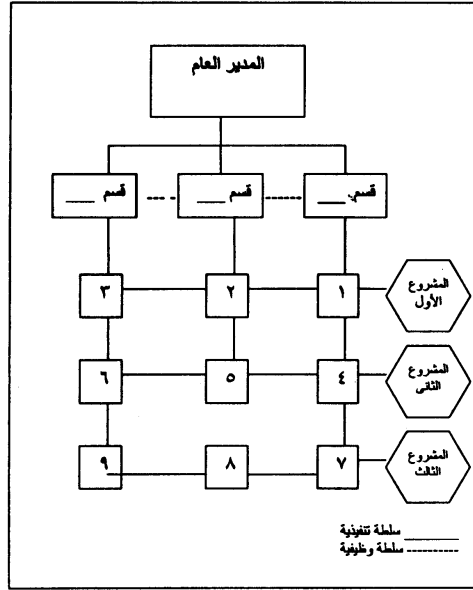 المدير العام
قسم ___ قسم ___ قسم ___
المشروع الأول
١ ٢ ٣
المشروع الثانى
٤ ٥ ٦
المشروع الثالث
٧ ٨ ٩
سلطة تنفيذية
سلطة وظيفية